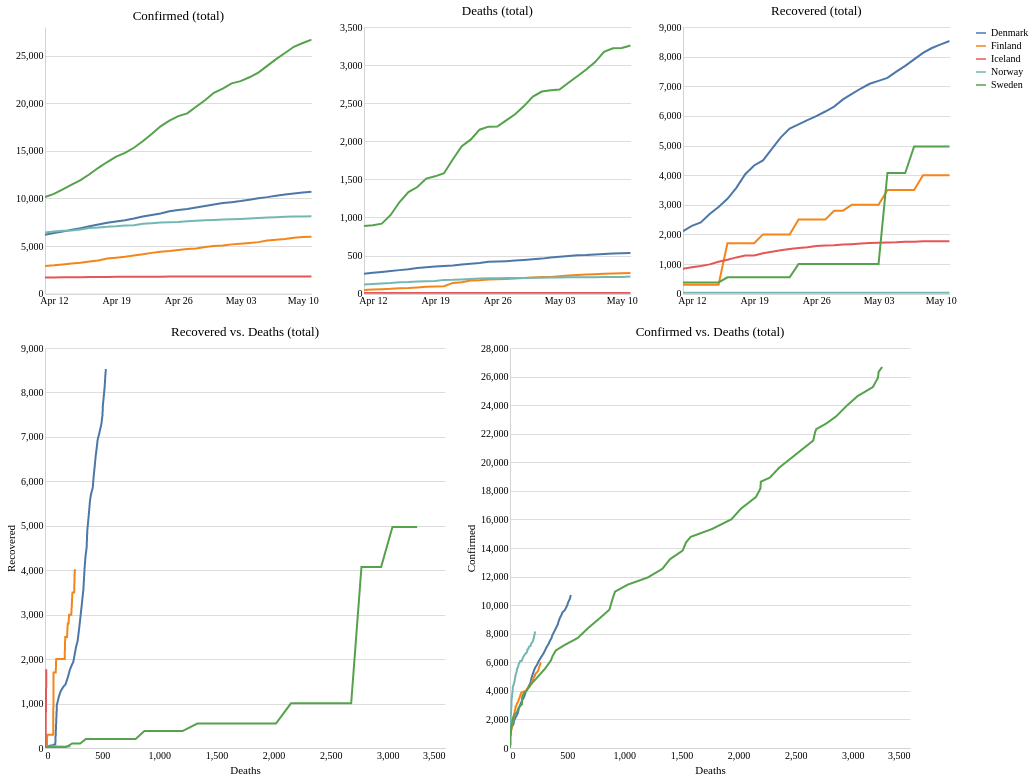 Confirmed (total)
25,000
20,000
15,000
10,000
5,000
0
Apr 12 Apr 19 Apr 26 May 03 May 10
Deaths (total)
3,500
3,000
2,500
2,000
1,500
1,000
500
0
Apr 12 Apr 19 Apr 26 May 03 May 10
Recovered (total)
9,000
8,000
7,000
6,000
5,000
4,000
3,000
2,000
1,000
0
Apr 12 Apr 19 Apr 26 May 03 May 10
Denmark
Finland
Iceland
Norway
Sweden
Recovered vs. Deaths (total)
Recovered
9,000
8,000
7,000
6,000
5,000
4,000
3,000
2,000
1,000
0
0 500 1,000 1,500 2,000 2,500 3,000 3,500
Deaths
Confirmed vs. Deaths (total)
Confirmed
28,000
26,000
24,000
22,000
20,000
18,000
16,000
14,000
12,000
10,000
8,000
6,000
4,000
2,000
0
0 500 1,000 1,500 2,000 2,500 3,000 3,500
Deaths